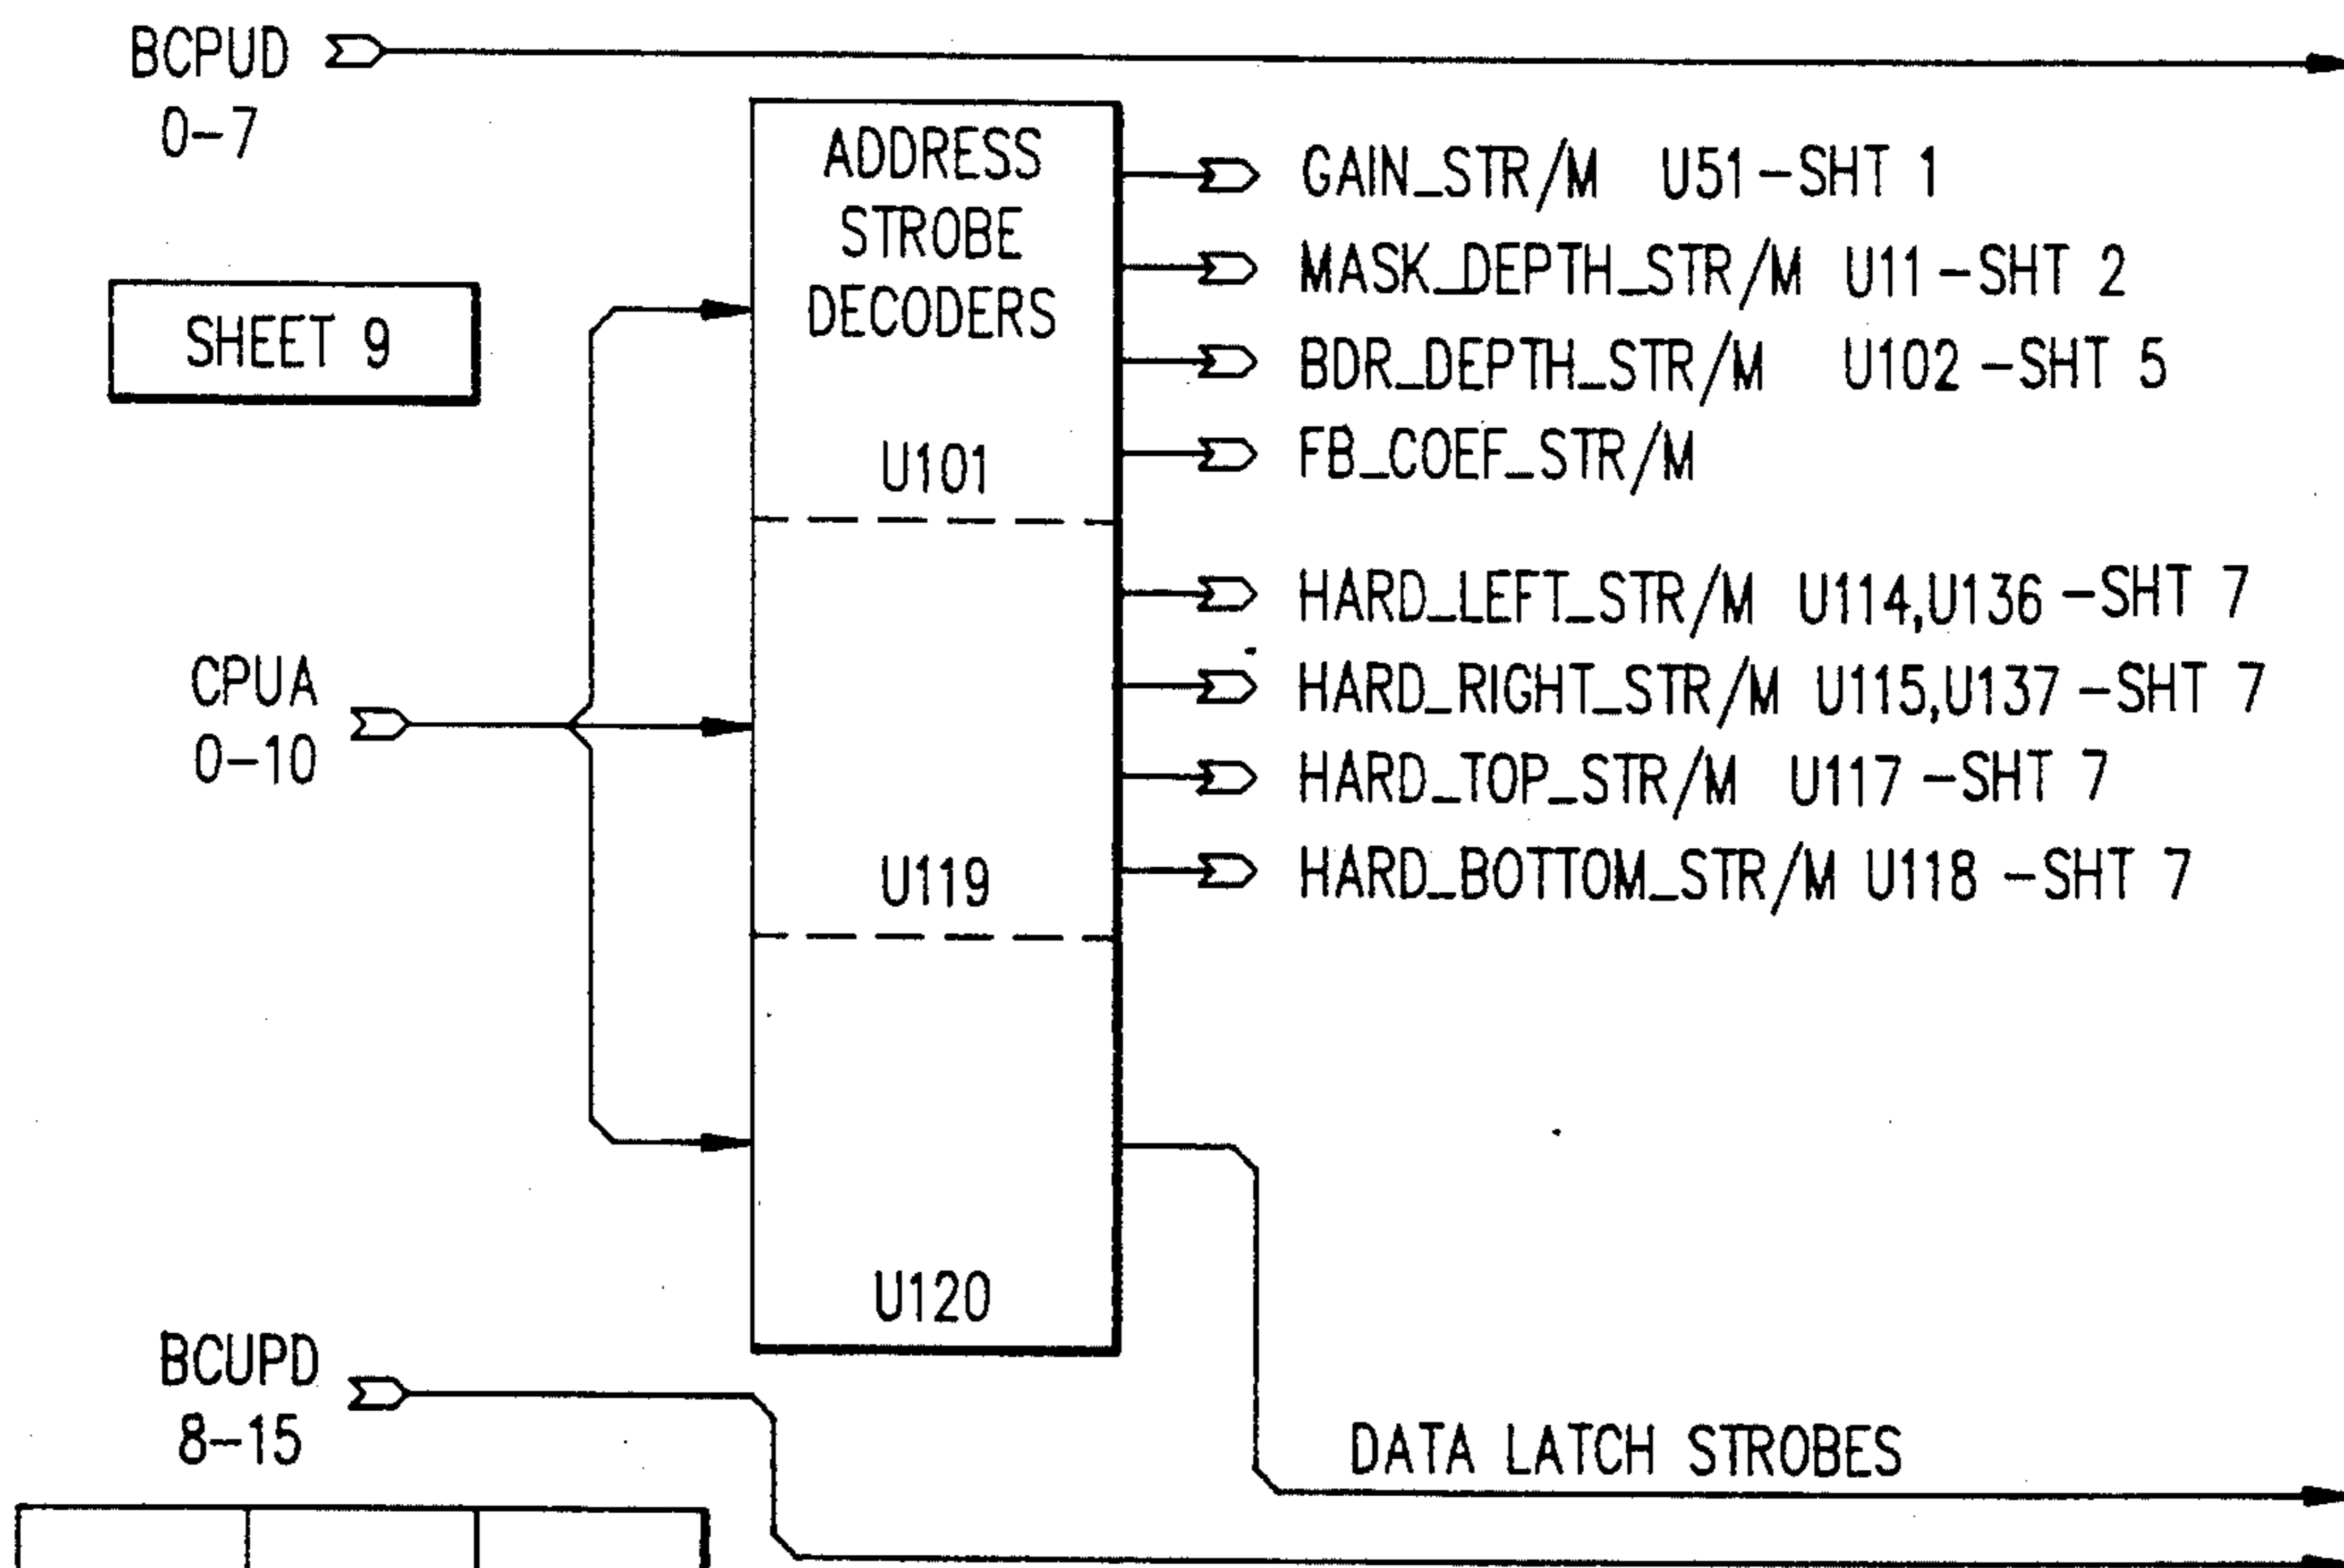 BCPUD
0-7
ADDRESS
STROBE
DECODERS
U101
GAIN_STR/M U51-SHT 1
MASK_DEPTH_STR/M U11-SHT 2
BDR_DEPTH_STR/M U102-SHT 5
FB_COEF_STR/M
SHEET 9
HARD_LEFT_STR/M U114,U136-SHT 7
HARD_RIGHT_STR/M U115,U137-SHT 7
HARD_TOP_STR/M U117-SHT 7
HARD_BOTTOM_STR/M U118-SHT 7
CPUA
0-10
U119
U120
BCUPD
8-15
DATA LATCH STROBES